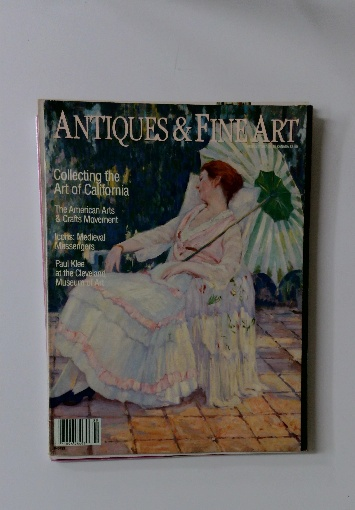 ANTIQUES & FINE ART
Collecting the
Art of California
The American Arts
& Crafts Movement
Icons: Medieval
Messengers
Paul Klee
at the Cleveland
Museum of Art